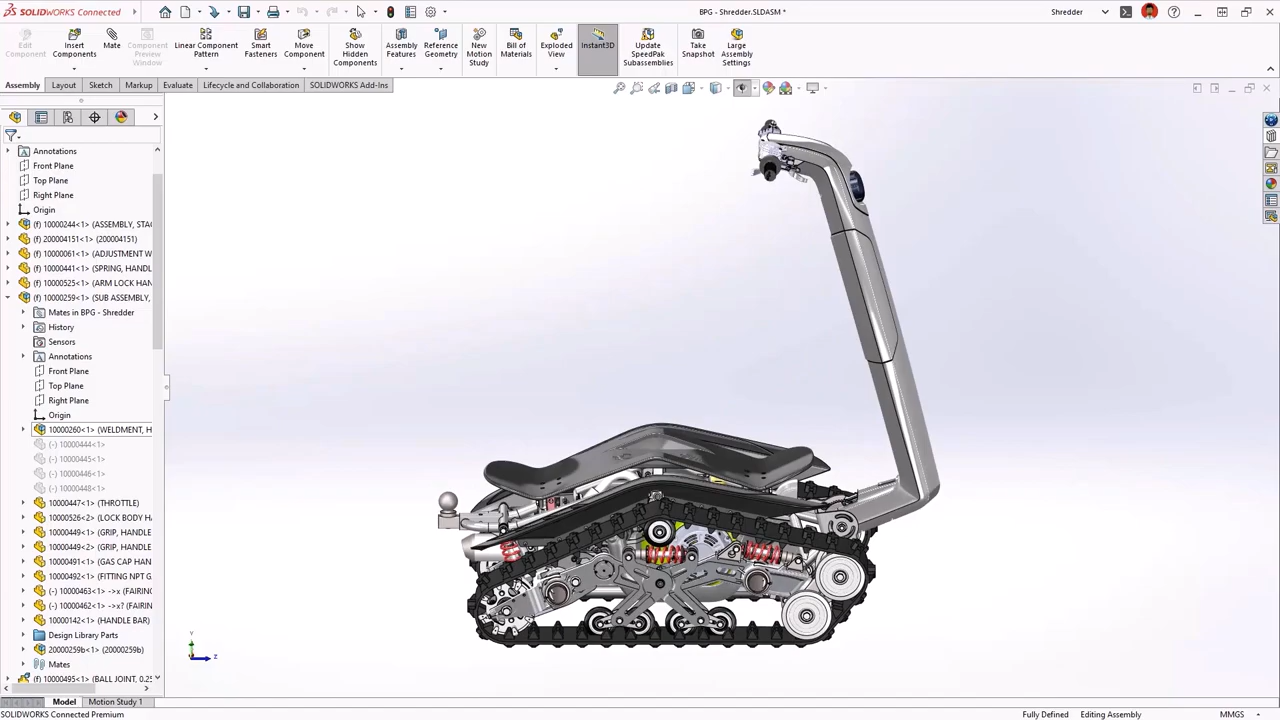 SOLIDWORKS Connected
BPG - Shredder.SLDASM *
Shredder
Edit Component
Insert Components
Mate
Component Preview Window
Linear Component Pattern
Smart Fasteners
Move Component
Show Hidden Components
Assembly Features
Reference Geometry
New Motion Study
Bill of Materials
Exploded View
Instant3D
Update SpeedPak Subassemblies
Take Snapshot
Large Assembly Settings
Assembly
Layout
Sketch
Markup
Evaluate
Lifecycle and Collaboration
SOLIDWORKS Add-Ins
Annotations
Front Plane
Top Plane
Right Plane
Origin
(f) 10000244<1> (ASSEMBLY, STAC
(f) 200004151<1> (200004151)
(f) 10000061<1> (ADJUSTMENT W
(f) 10000441<1> (SPRING, HANDL
(f) 10000525<1> (ARM LOCK HAN
(f) 10000259<1> (SUB ASSEMBLY,
Mates in BPG - Shredder
History
Sensors
Annotations
Front Plane
Top Plane
Right Plane
Origin
10000260<1> (WELDMENT, H
(-) 10000444<1>
(-) 10000445<1>
(-) 10000446<1>
(-) 10000448<1>
10000447<1> (THROTTLE)
10000526<2> (LOCK BODY H
10000449<1> (GRIP, HANDLE
10000449<2> (GRIP, HANDLE
10000491<1> (GAS CAP HAN
10000492<1> (FITTING NPT G
(-) 10000463<1> ->x (FAIRIN
(-) 10000462<1> ->x? (FAIRIN
10000142<1> (HANDLE BAR)
Design Library Parts
20000259b<1> (20000259b)
Mates
(f) 10000495<1> (BALL JOINT, 0.25
Y
Z
Model
Motion Study 1
SOLIDWORKS Connected Premium
Fully Defined
Editing Assembly
MMGS